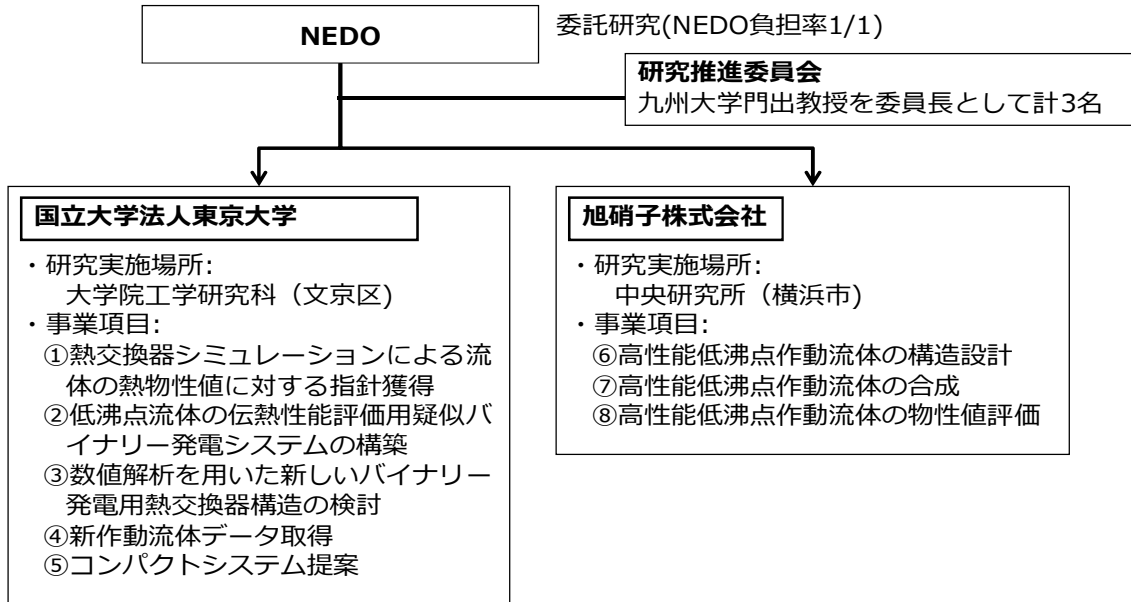 NEDO
委託研究(NEDO負担率1/1)
研究推進委員会
九州大学門出教授を委員長として計3名
国立大学法人東京大学
・研究実施場所:
大学院工学研究科（文京区)
・事業項目:
①熱交換器シミュレーションによる流
体の熱物性値に対する指針獲得
②低沸点流体の伝熱性能評価用疑似バ
イナリー発電システムの構築
③数値解析を用いた新しいバイナリー
発電用熱交換器構造の検討
④新作動流体データ取得
⑤コンパクトシステム提案
旭硝子株式会社
・研究実施場所:
中央研究所（横浜市)
・事業項目:
⑥高性能低沸点作動流体の構造設計
⑦高性能低沸点作動流体の合成
⑧高性能低沸点作動流体の物性値評価